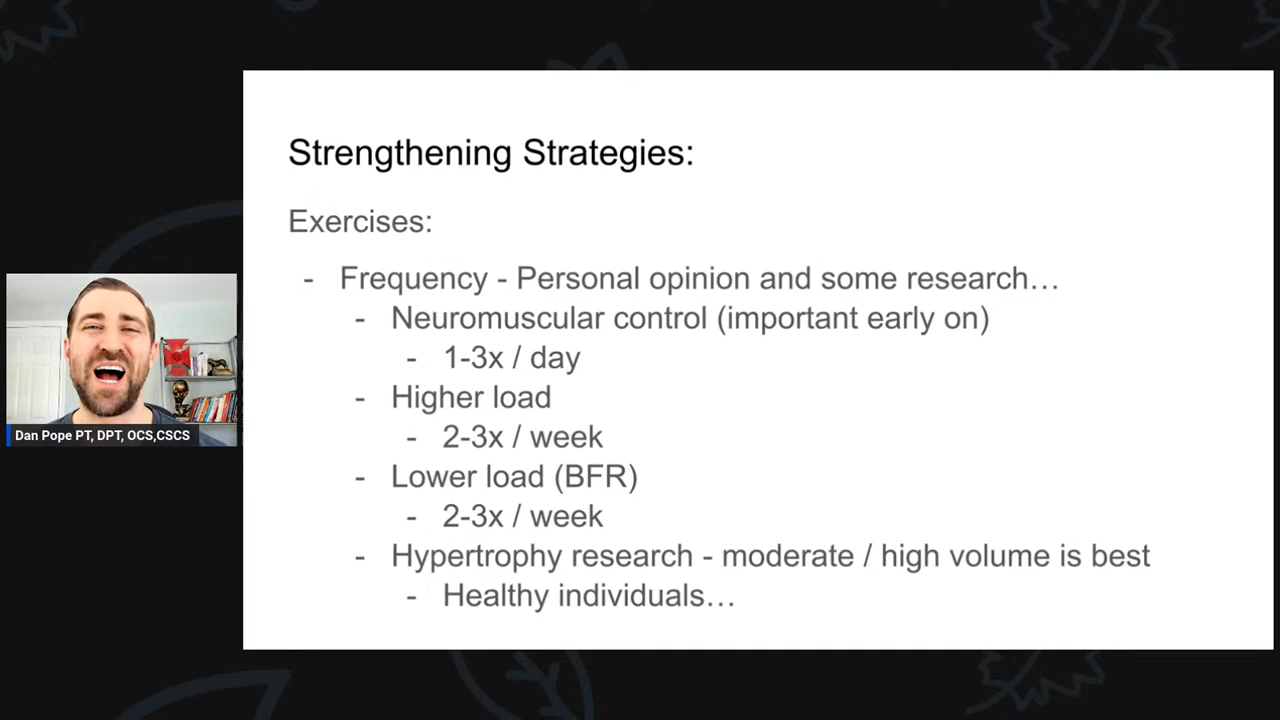 Strengthening Strategies:
Exercises:
- Frequency - Personal opinion and some research…
- Neuromuscular control (important early on)
- 1-3x / day
- Higher load
- 2-3x / week
- Lower load (BFR)
- 2-3x / week
- Hypertrophy research - moderate / high volume is best
- Healthy individuals…
Dan Pope PT, DPT, OCS,CSCS